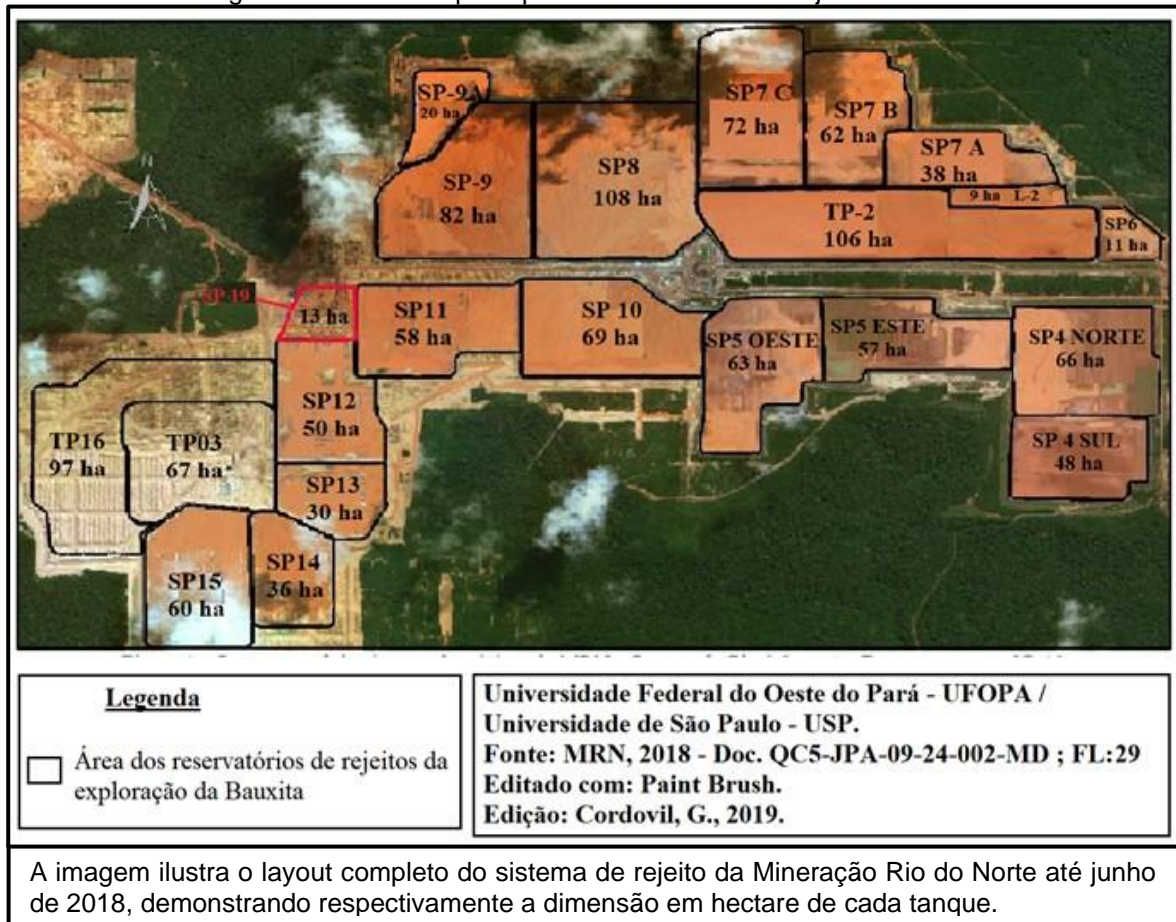 SP-9A
20 ha
SP-9
82 ha
SP8
108 ha
SP7 C
72 ha
SP7 B
62 ha
SP7 A
38 ha
9 ha L-2
TP-2
106 ha
SP6
11 ha
N
SP 19
13 ha
SP11
58 ha
SP 10
69 ha
SP5 OESTE
63 ha
SP5 ESTE
57 ha
SP4 NORTE
66 ha
SP 4 SUL
48 ha
SP12
50 ha
TP16
97 ha
TP03
67 ha
SP13
30 ha
SP14
36 ha
SP15
60 ha
Legenda
Área dos reservatórios de rejeitos da
exploração da Bauxita
Universidade Federal do Oeste do Pará - UFOPA /
Universidade de São Paulo - USP.
Fonte: MRN, 2018 - Doc. QC5-JPA-09-24-002-MD ; FL:29
Editado com: Paint Brush.
Edição: Cordovil, G., 2019.
A imagem ilustra o layout completo do sistema de rejeito da Mineração Rio do Norte até junho
de 2018, demonstrando respectivamente a dimensão em hectare de cada tanque.